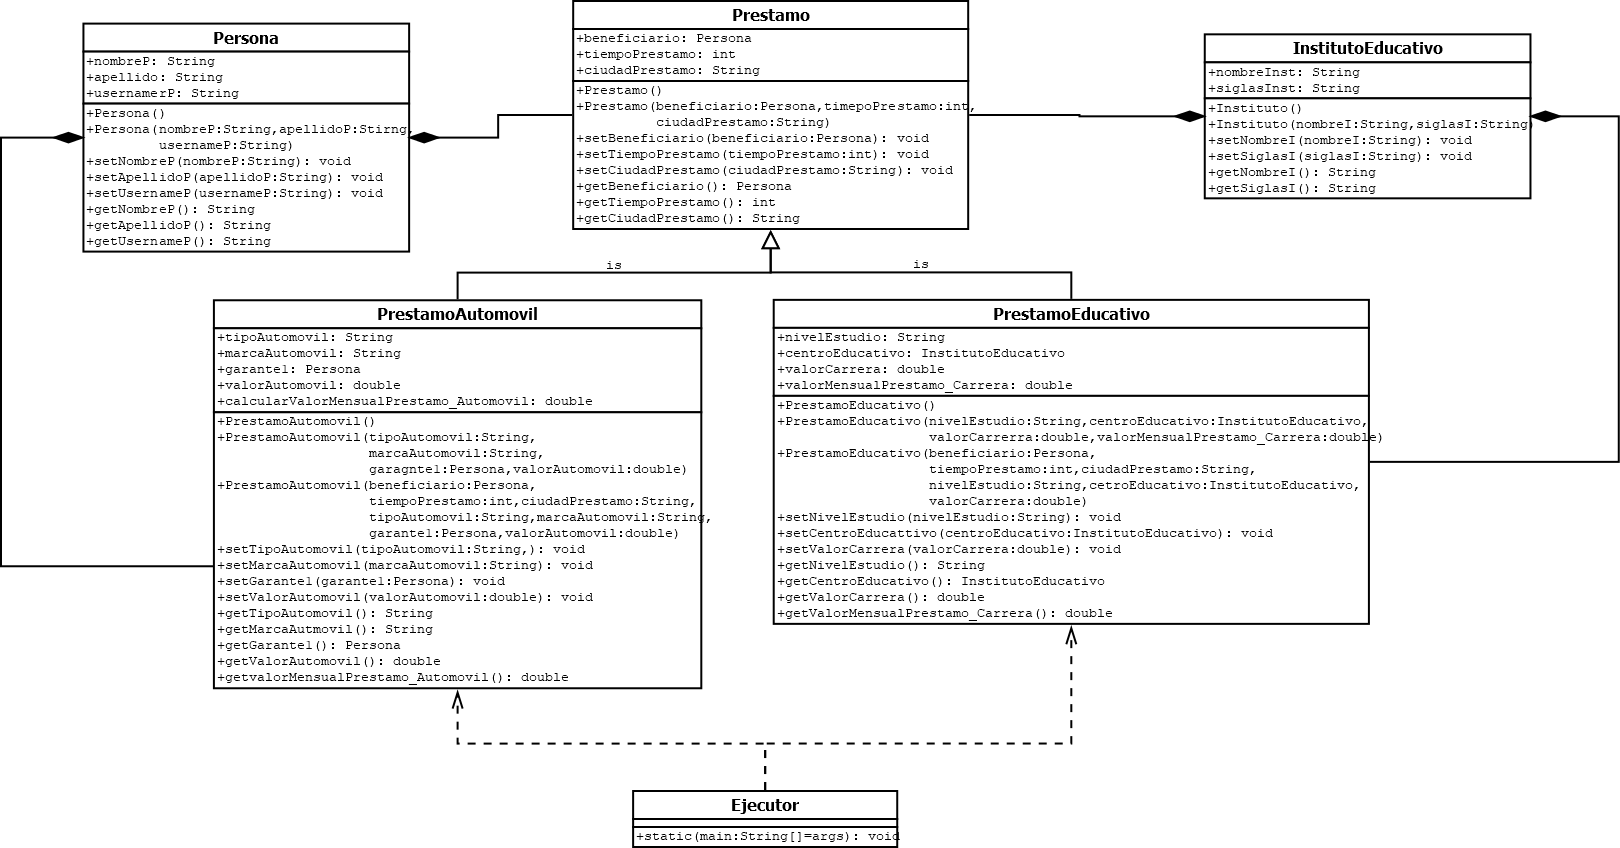 Persona
+nombreP: String
+apellido: String
+usernamerP: String
+Persona()
+Persona(nombreP:String,apellidoP:Stirng,
usernameP:String)
+setNombreP(nombreP:String): void
+setApellidoP(apellidoP:String): void
+setUsernameP(usernameP:String): void
+getNombreP(): String
+getApellidoP(): String
+getUsernameP(): String
Prestamo
+beneficiario: Persona
+tiempoPrestamo: int
+ciudadPrestamo: String
+Prestamo()
+Prestamo(beneficiario:Persona,timepoPrestamo:int,
ciudadPrestamo:String)
+setBeneficiario(beneficiario:Persona): void
+setTiempoPrestamo(tiempoPrestamo:int): void
+setCiudadPrestamo(ciudadPrestamo:String): void
+getBeneficiario(): Persona
+getTiempoPrestamo(): int
+getCiudadPrestamo(): String
InstitutoEducativo
+nombreInst: String
+siglasInst: String
+Instituto()
+Instituto(nombreI:String,siglasI:String)
+setNombreI(nombreI:String): void
+setSiglasI(siglasI:String): void
+getNombreI(): String
+getSiglasI(): String
is
is
PrestamoAutomovil
+tipoAutomovil: String
+marcaAutomovil: String
+garante1: Persona
+valorAutomovil: double
+calcularValorMensualPrestamo_Automovil: double
+PrestamoAutomovil()
+PrestamoAutomovil(tipoAutomovil:String,
marcaAutomovil:String,
garagnte1:Persona,valorAutomovil:double)
+PrestamoAutomovil(beneficiario:Persona,
tiempoPrestamo:int,ciudadPrestamo:String,
tipoAutomovil:String,marcaAutomovil:String,
garante1:Persona,valorAutomovil:double)
+setTipoAutomovil(tipoAutomovil:String,): void
+setMarcaAutomovil(marcaAutomovil:String): void
+setGarante1(garante1:Persona): void
+setValorAutomovil(valorAutomovil:double): void
+getTipoAutomovil(): String
+getMarcaAutmovil(): String
+getGarante1(): Persona
+getValorAutomovil(): double
+getvalorMensualPrestamo_Automovil(): double
PrestamoEducativo
+nivelEstudio: String
+centroEducativo: InstitutoEducativo
+valorCarrera: double
+valorMensualPrestamo_Carrera: double
+PrestamoEducativo()
+PrestamoEducativo(nivelEstudio:String,centroEducativo:InstitutoEducativo,
valorCarrerra:double,valorMensualPrestamo_Carrera:double)
+PrestamoEducativo(beneficiario:Persona,
tiempoPrestamo:int,ciudadPrestamo:String,
nivelEstudio:String,cetroEducativo:InstitutoEducativo,
valorCarrera:double)
+setNivelEstudio(nivelEstudio:String): void
+setCentroEducattivo(centroEducativo:InstitutoEducativo): void
+setValorCarrera(valorCarrera:double): void
+getNivelEstudio(): String
+getCentroEducativo(): InstitutoEducativo
+getValorCarrera(): double
+getValorMensualPrestamo_Carrera(): double
Ejecutor
+static(main:String[]=args): void